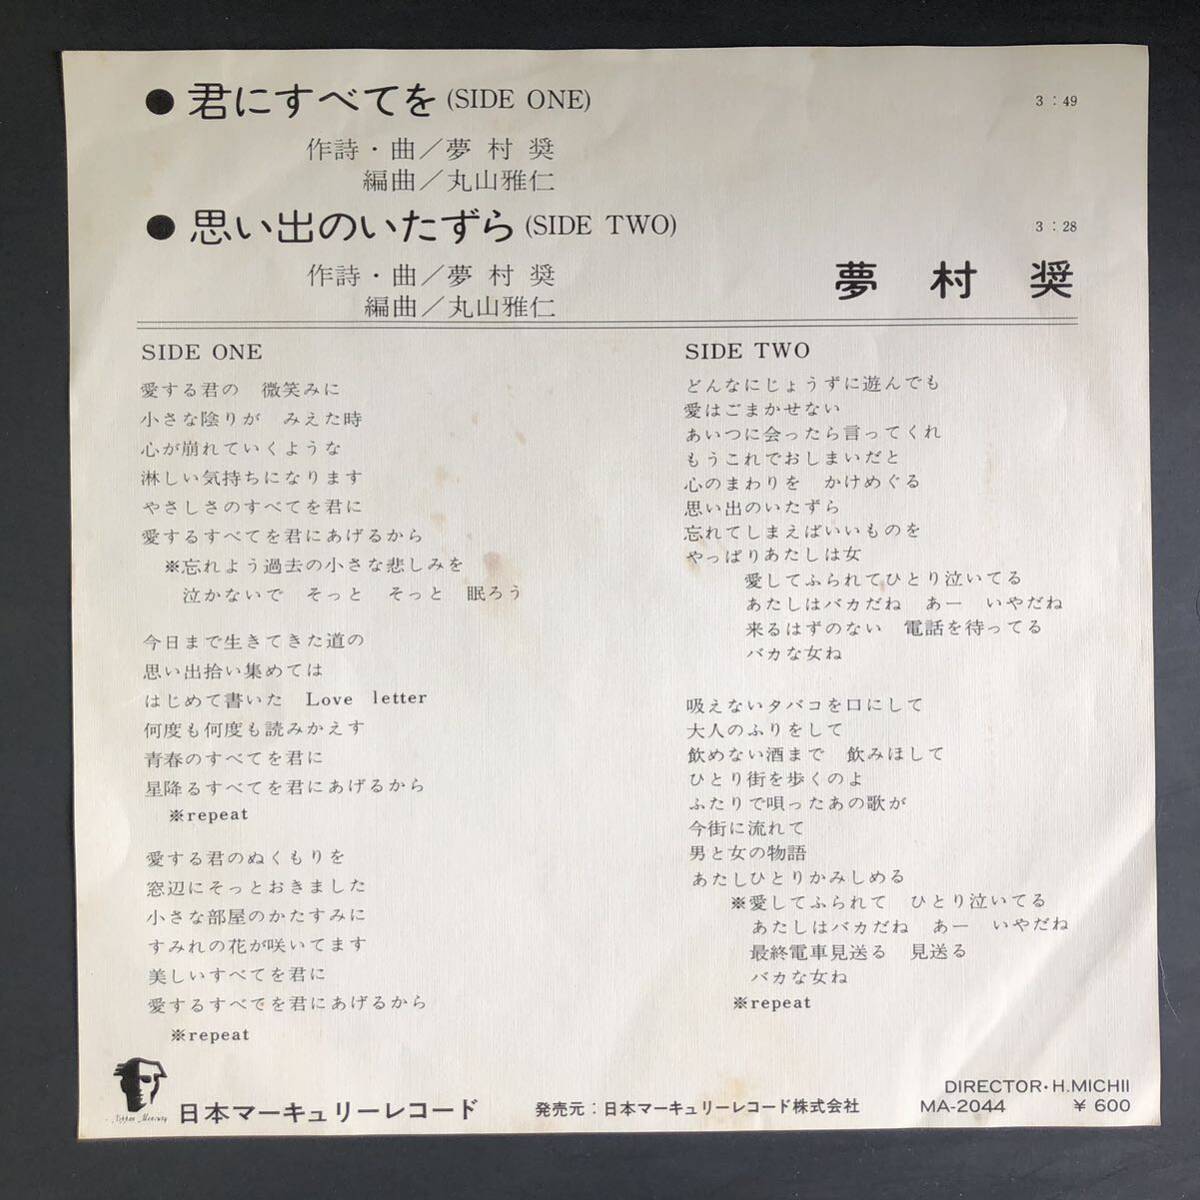 ●君にすべてを(SIDE ONE) 3：49
作詩・曲／夢村奨
編曲／丸山雅仁
●思い出のいたずら(SIDE TWO) 3：28
作詩・曲／夢村奨
編曲／丸山雅仁
夢村奨
SIDE ONE
愛する君の　微笑みに
小さな陰りが　みえた時
心が崩れていくような
淋しい気持ちになります
やさしさのすべてを君に
愛するすべてを君にあげるから
※忘れよう過去の小さな悲しみを
泣かないで　そっと　そっと　眠ろう
今日まで生きてきた道の
思い出拾い集めては
はじめて書いた　Love letter
何度も何度も読みかえす
青春のすべてを君に
星降るすべてを君にあげるから
※repeat
愛する君のぬくもりを
窓辺にそっとおきました
小さな部屋のかたすみに
すみれの花が咲いてます
美しいすべてを君に
愛するすべでを君にあげるから
※repeat
SIDE TWO
どんなにじょうずに遊んでも
愛はごまかせない
あいつに会ったら言ってくれ
もうこれでおしまいだと
心のまわりを　かけめぐる
思い出のいたずら
忘れてしまえばいいものを
やっぱりあたしは女
愛してふられてひとり泣いてる
あたしはバカだね　あー　いやだね
来るはずのない　電話を待ってる
バカな女ね
吸えないタバコを口にして
大人のふりをして
飲めない酒まで　飲みほして
ひとり街を歩くのよ
ふたりで唄ったあの歌が
今街に流れて
男と女の物語
あたしひとりかみしめる
※愛してふられて　ひとり泣いてる
あたしはバカだね　あー　いやだね
最終電車見送る　見送る
バカな女ね
※repeat
Nippon Mercury
日本マーキュリーレコード
発売元：日本マーキュリーレコード株式会社
DIRECTOR・H.MICHII
MA-2044 ￥600